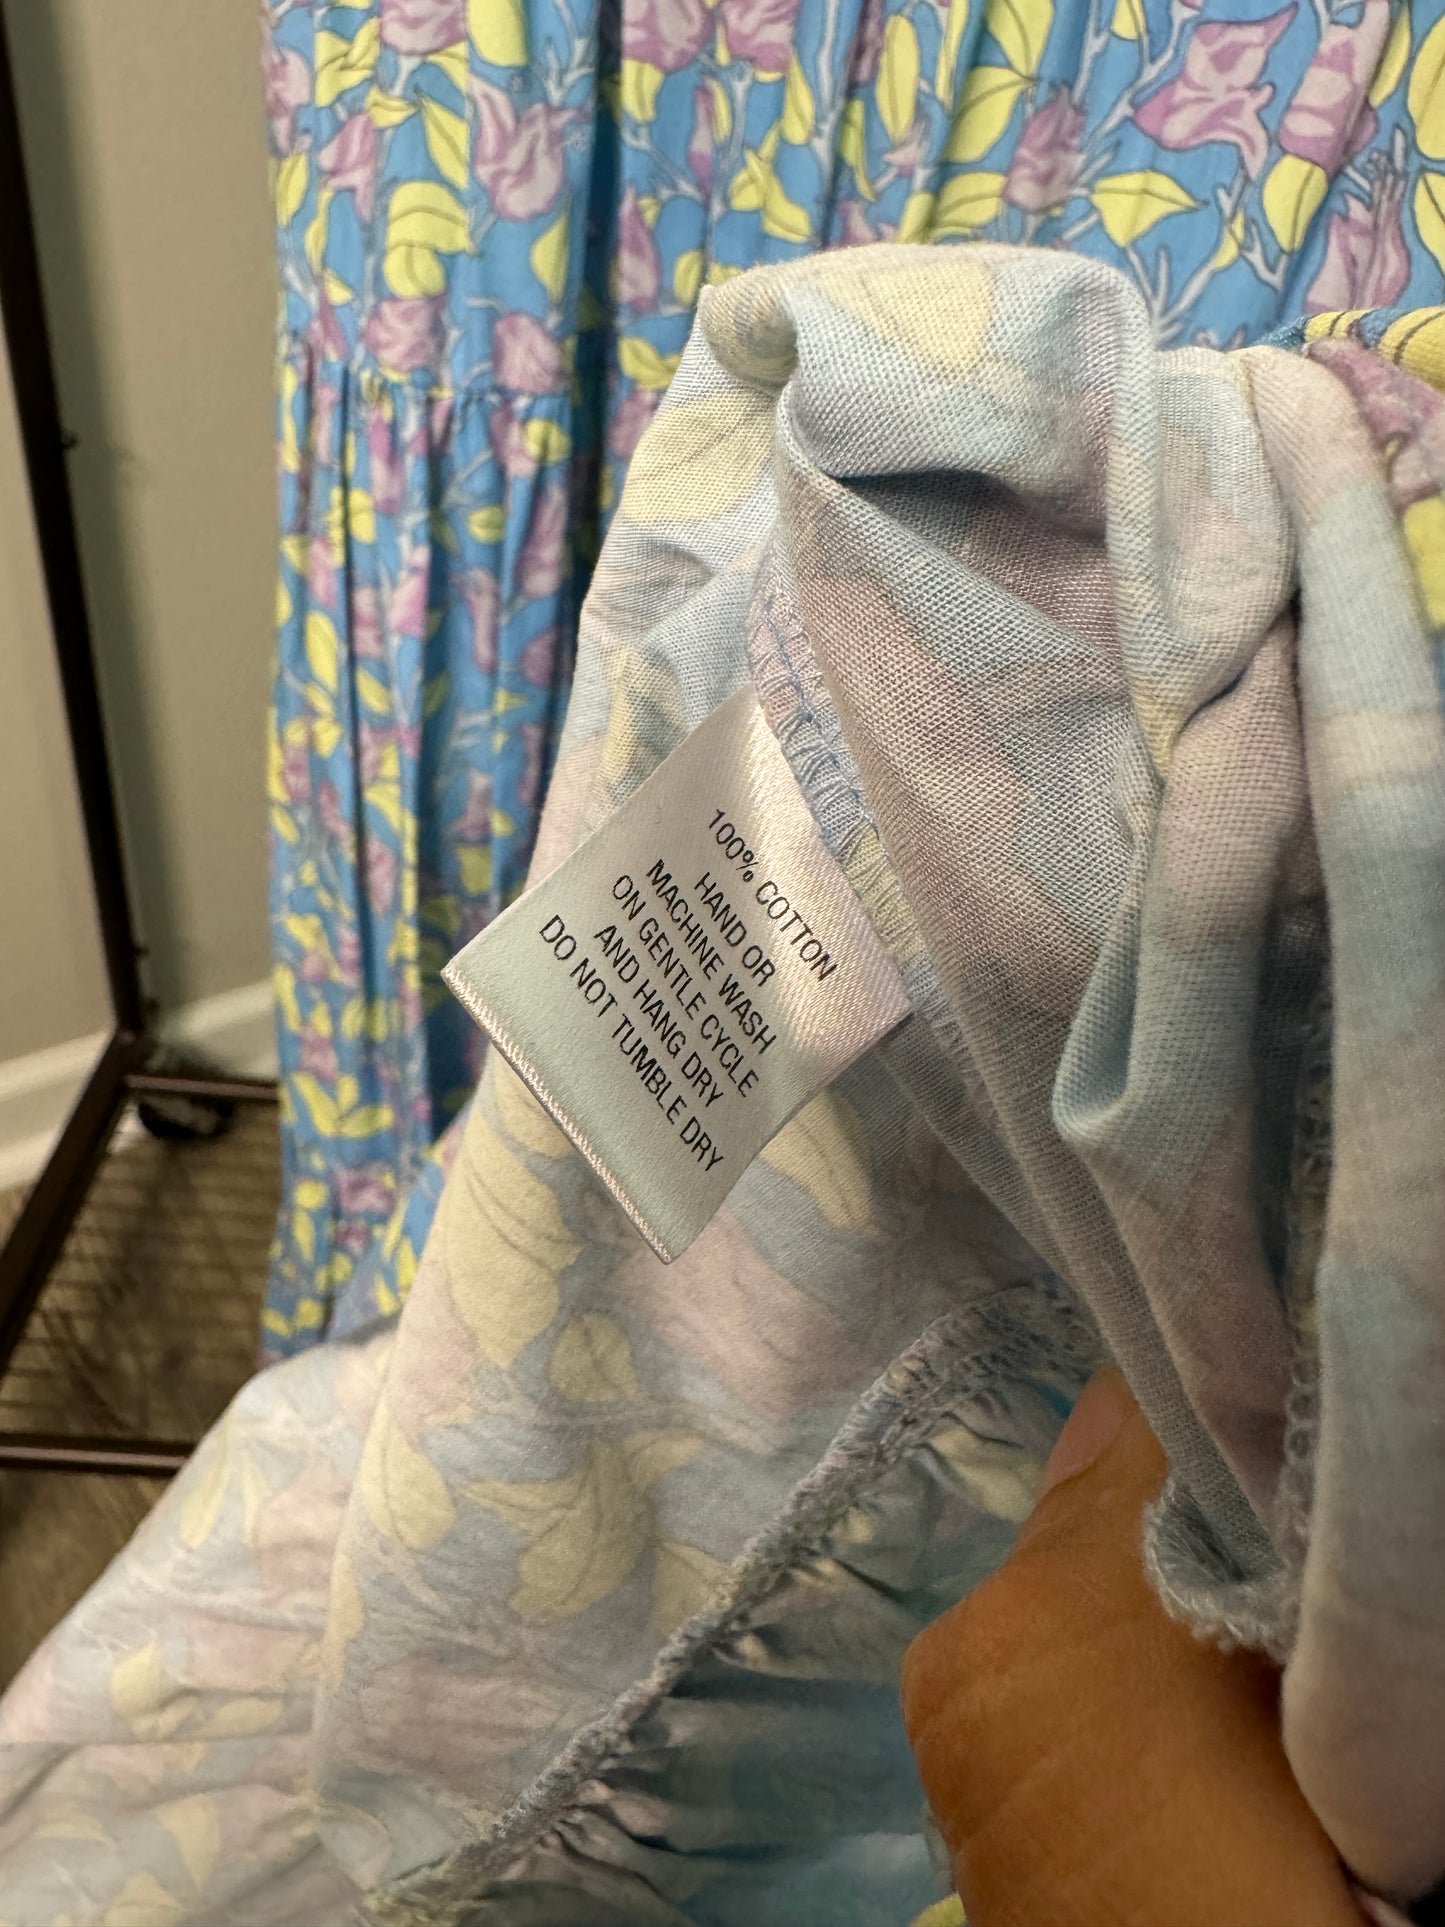 100% COTTON
HAND OR
MACHINE WASH
ON GENTLE CYCLE
AND HANG DRY
DO NOT TUMBLE DRY